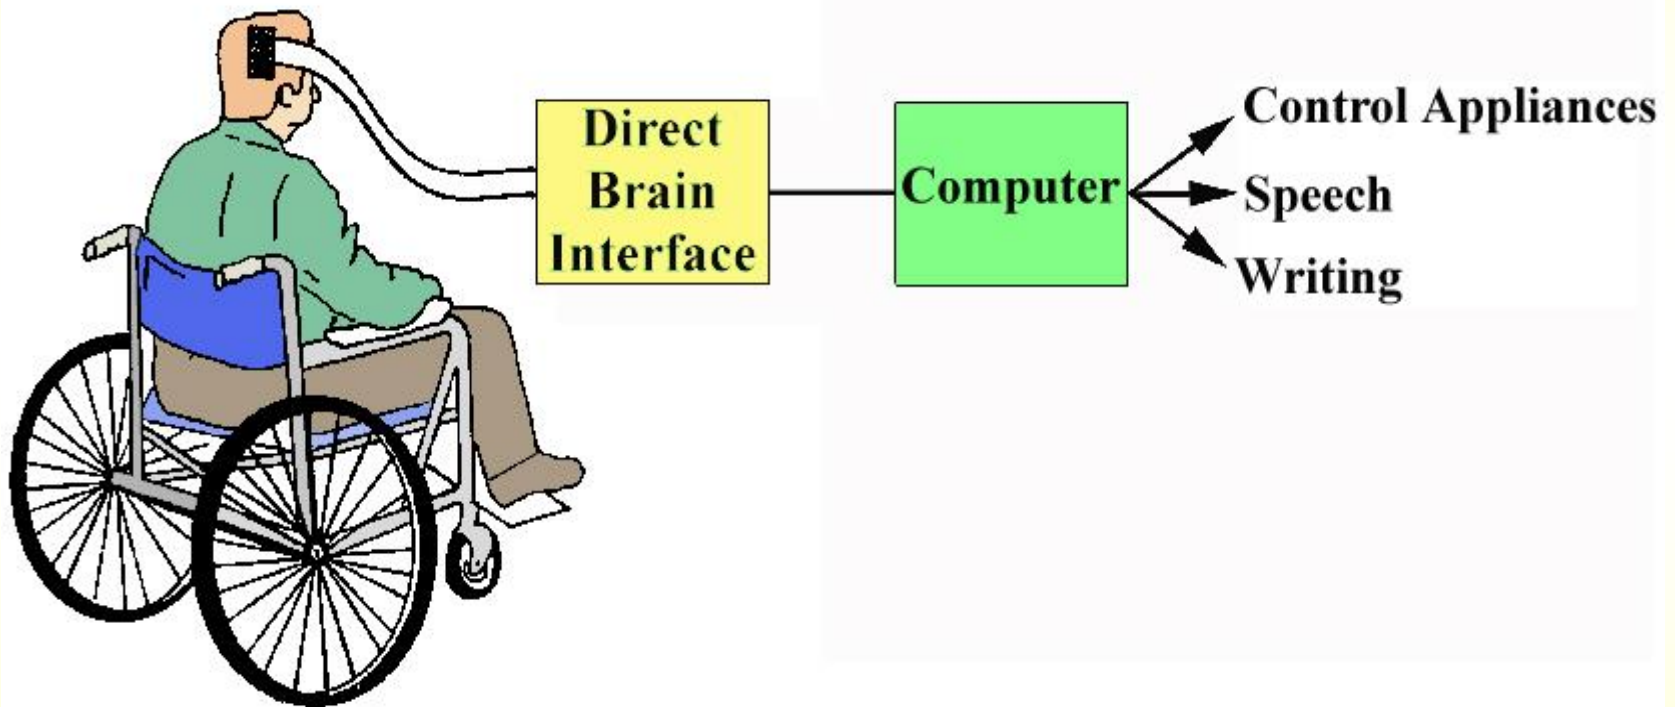 Direct
Brain
Interface
Computer
Control Appliances
Speech
Writing